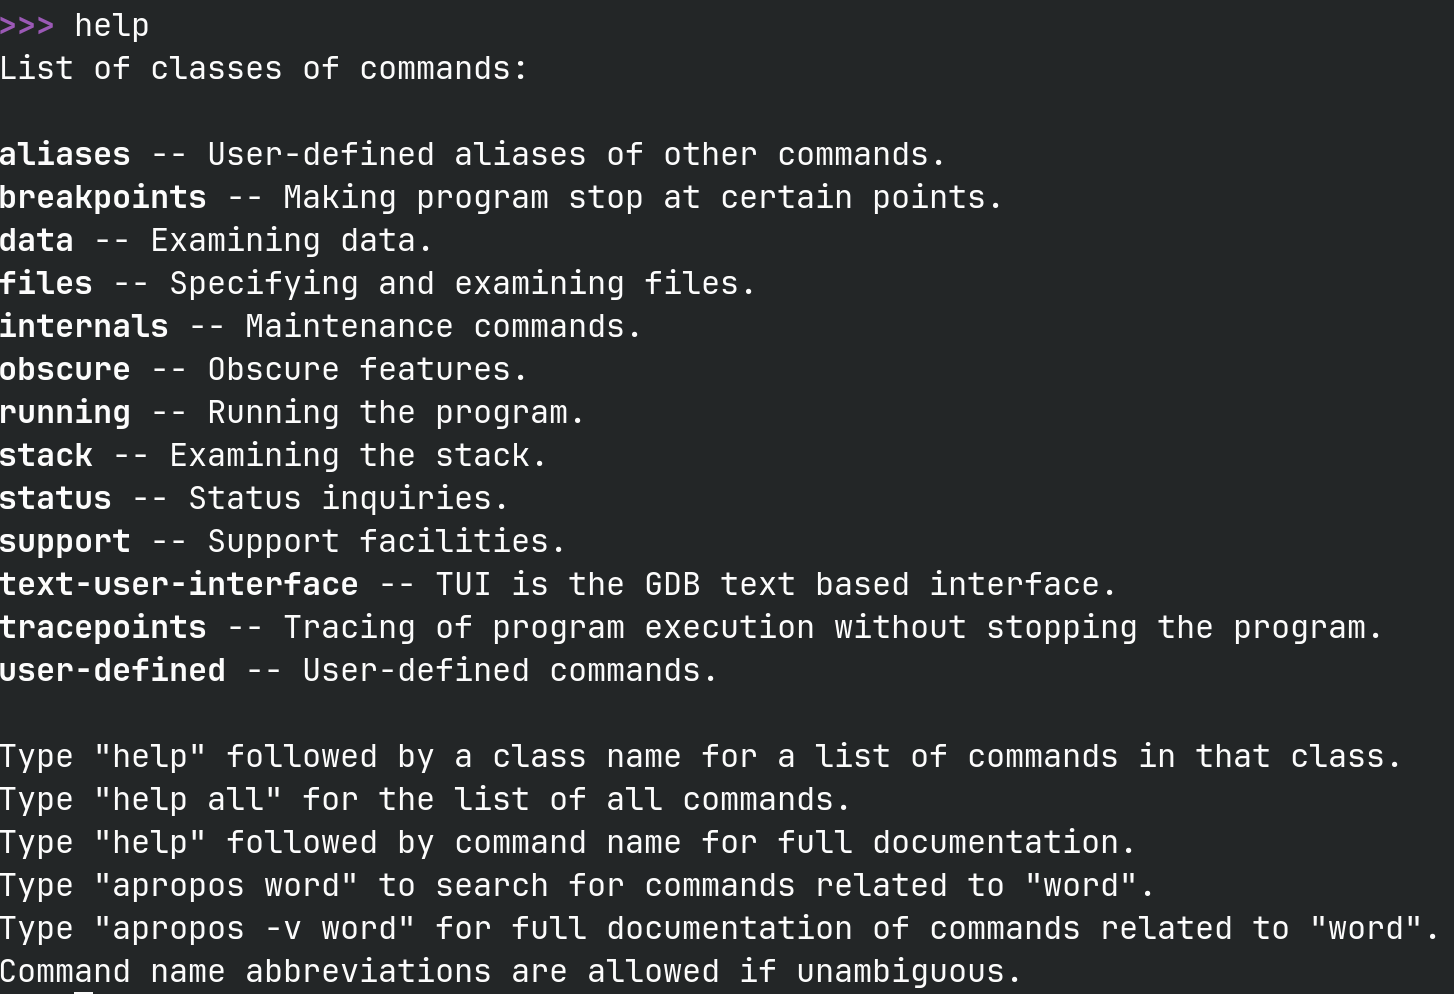 >>> help
List of classes of commands:

aliases -- User-defined aliases of other commands.
breakpoints -- Making program stop at certain points.
data -- Examining data.
files -- Specifying and examining files.
internals -- Maintenance commands.
obscure -- Obscure features.
running -- Running the program.
stack -- Examining the stack.
status -- Status inquiries.
support -- Support facilities.
text-user-interface -- TUI is the GDB text based interface.
tracepoints -- Tracing of program execution without stopping the program.
user-defined -- User-defined commands.

Type "help" followed by a class name for a list of commands in that class.
Type "help all" for the list of all commands.
Type "help" followed by command name for full documentation.
Type "apropos word" to search for commands related to "word".
Type "apropos -v word" for full documentation of commands related to "word".
Command name abbreviations are allowed if unambiguous.